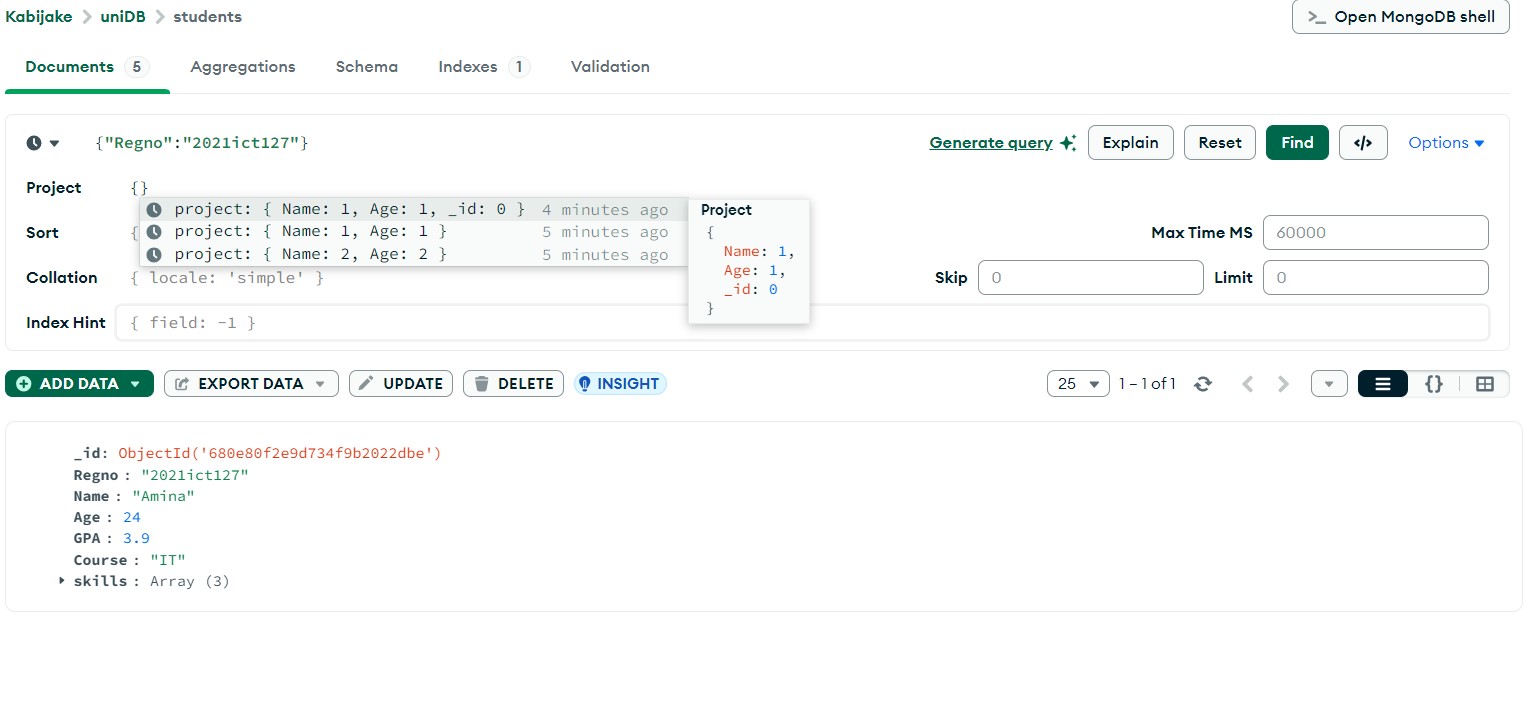 Kabijake > uniDB > students
>_ Open MongoDB shell
Documents 5 Aggregations Schema Indexes 1 Validation
{"Regno":"2021ict127"}
Generate query Explain Reset Find </> Options
Project {}
project: { Name: 1, Age: 1, _id: 0 } 4 minutes ago
project: { Name: 1, Age: 1 } 5 minutes ago
project: { Name: 2, Age: 2 } 5 minutes ago
Project
{
Name: 1,
Age: 1,
_id: 0
}
Sort {
Max Time MS 60000
Collation { locale: 'simple' }
Skip 0 Limit 0
Index Hint { field: -1 }
ADD DATA EXPORT DATA UPDATE DELETE INSIGHT
25 1 – 1 of 1 {}
_id: ObjectId('680e80f2e9d734f9b2022dbe')
Regno : "2021ict127"
Name : "Amina"
Age : 24
GPA : 3.9
Course : "IT"
skills : Array (3)